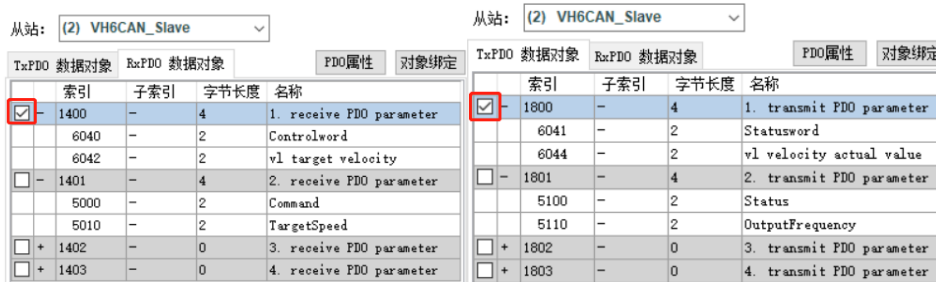 从站: (2) VH6CAN_Slave
TxPDO 数据对象 RxPDO 数据对象 PDO属性 对象绑定
索引 子索引 字节长度 名称
- 1400 - 4 1. receive PDO parameter
6040 - 2 Controlword
6042 - 2 vl target velocity
- 1401 - 4 2. receive PDO parameter
5000 - 2 Command
5010 - 2 TargetSpeed
+ 1402 - 0 3. receive PDO parameter
+ 1403 - 0 4. receive PDO parameter
从站: (2) VH6CAN_Slave
TxPDO 数据对象 RxPDO 数据对象 PDO属性 对象绑定
索引 子索引 字节长度 名称
- 1800 - 4 1. transmit PDO parameter
6041 - 2 Statusword
6044 - 2 vl velocity actual value
- 1801 - 4 2. transmit PDO parameter
5100 - 2 Status
5110 - 2 OutputFrequency
+ 1802 - 0 3. transmit PDO parameter
+ 1803 - 0 4. transmit PDO parameter